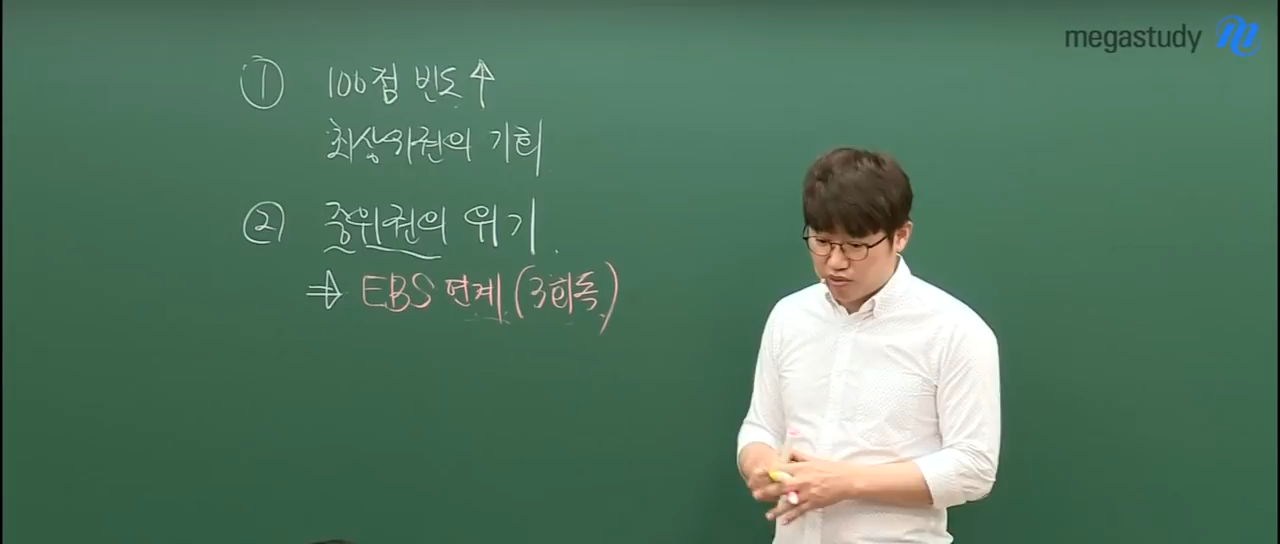 megastudy
① 100점 빈도↑
최상위권의 기회
② 중위권의 위기.
⇒ EBS 연계 (3회독)